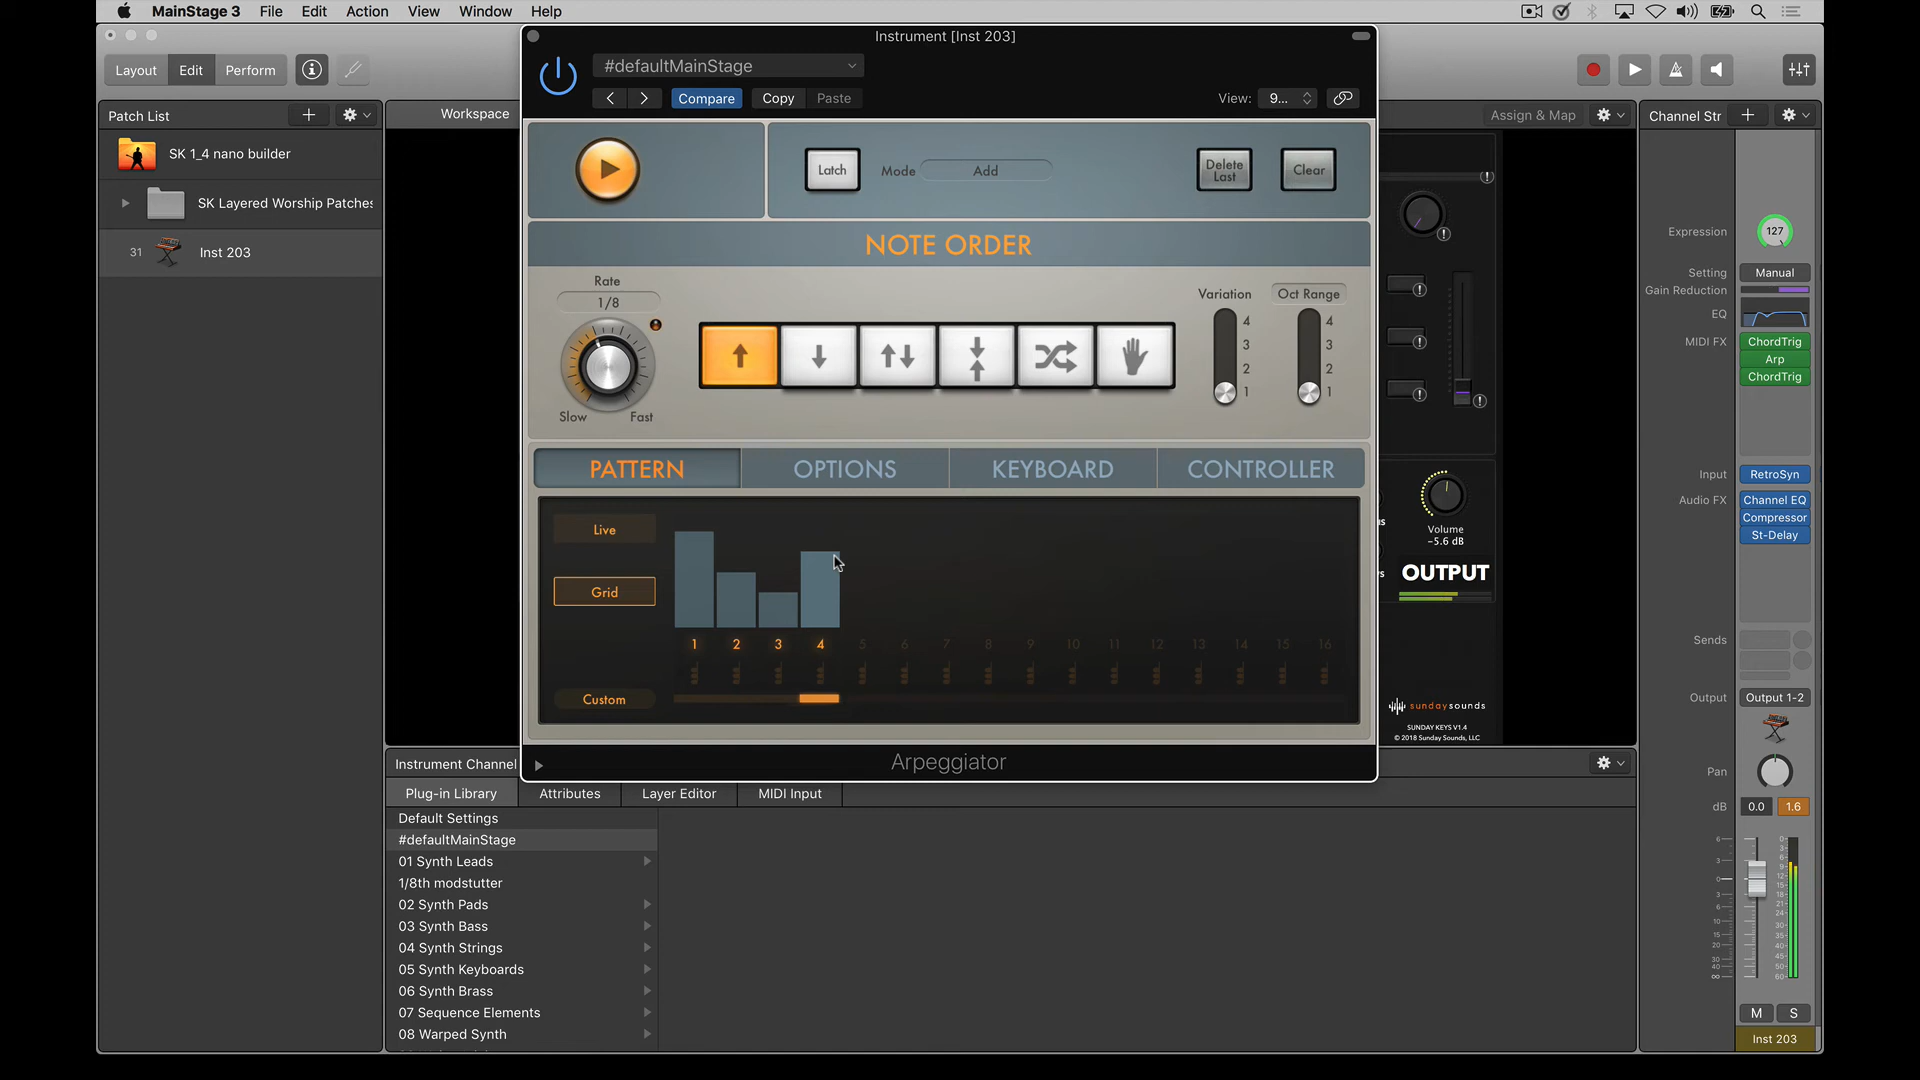 MainStage 3 File Edit Action View Window Help
Instrument [Inst 203]
Layout Edit Perform
#defaultMainStage
Compare Copy Paste
View: 9...
Patch List
Workspace
Assign & Map
Channel Str
SK 1_4 nano builder
SK Layered Worship Patches
31 Inst 203
Latch
Mode Add
Delete Last
Clear
NOTE ORDER
Rate
1/8
Slow Fast
Variation
4
3
2
1
Oct Range
4
3
2
1
PATTERN OPTIONS KEYBOARD CONTROLLER
Live
Grid
1 2 3 4 5 6 7 8 9 10 11 12 13 14 15 16
Custom
Arpeggiator
Volume
-5.6 dB
OUTPUT
sundaysounds
SUNDAY KEYS V1.4
© 2018 Sunday Sounds, LLC
Expression 127
Setting Manual
Gain Reduction
EQ
MIDI FX ChordTrig
Arp
ChordTrig
Input RetroSyn
Audio FX Channel EQ
Compressor
St-Delay
Sends
Output Output 1-2
Pan
dB 0.0 1.6
M S
Inst 203
Instrument Channel
Plug-in Library Attributes Layer Editor MIDI Input
Default Settings
#defaultMainStage
01 Synth Leads
1/8th modstutter
02 Synth Pads
03 Synth Bass
04 Synth Strings
05 Synth Keyboards
06 Synth Brass
07 Sequence Elements
08 Warped Synth